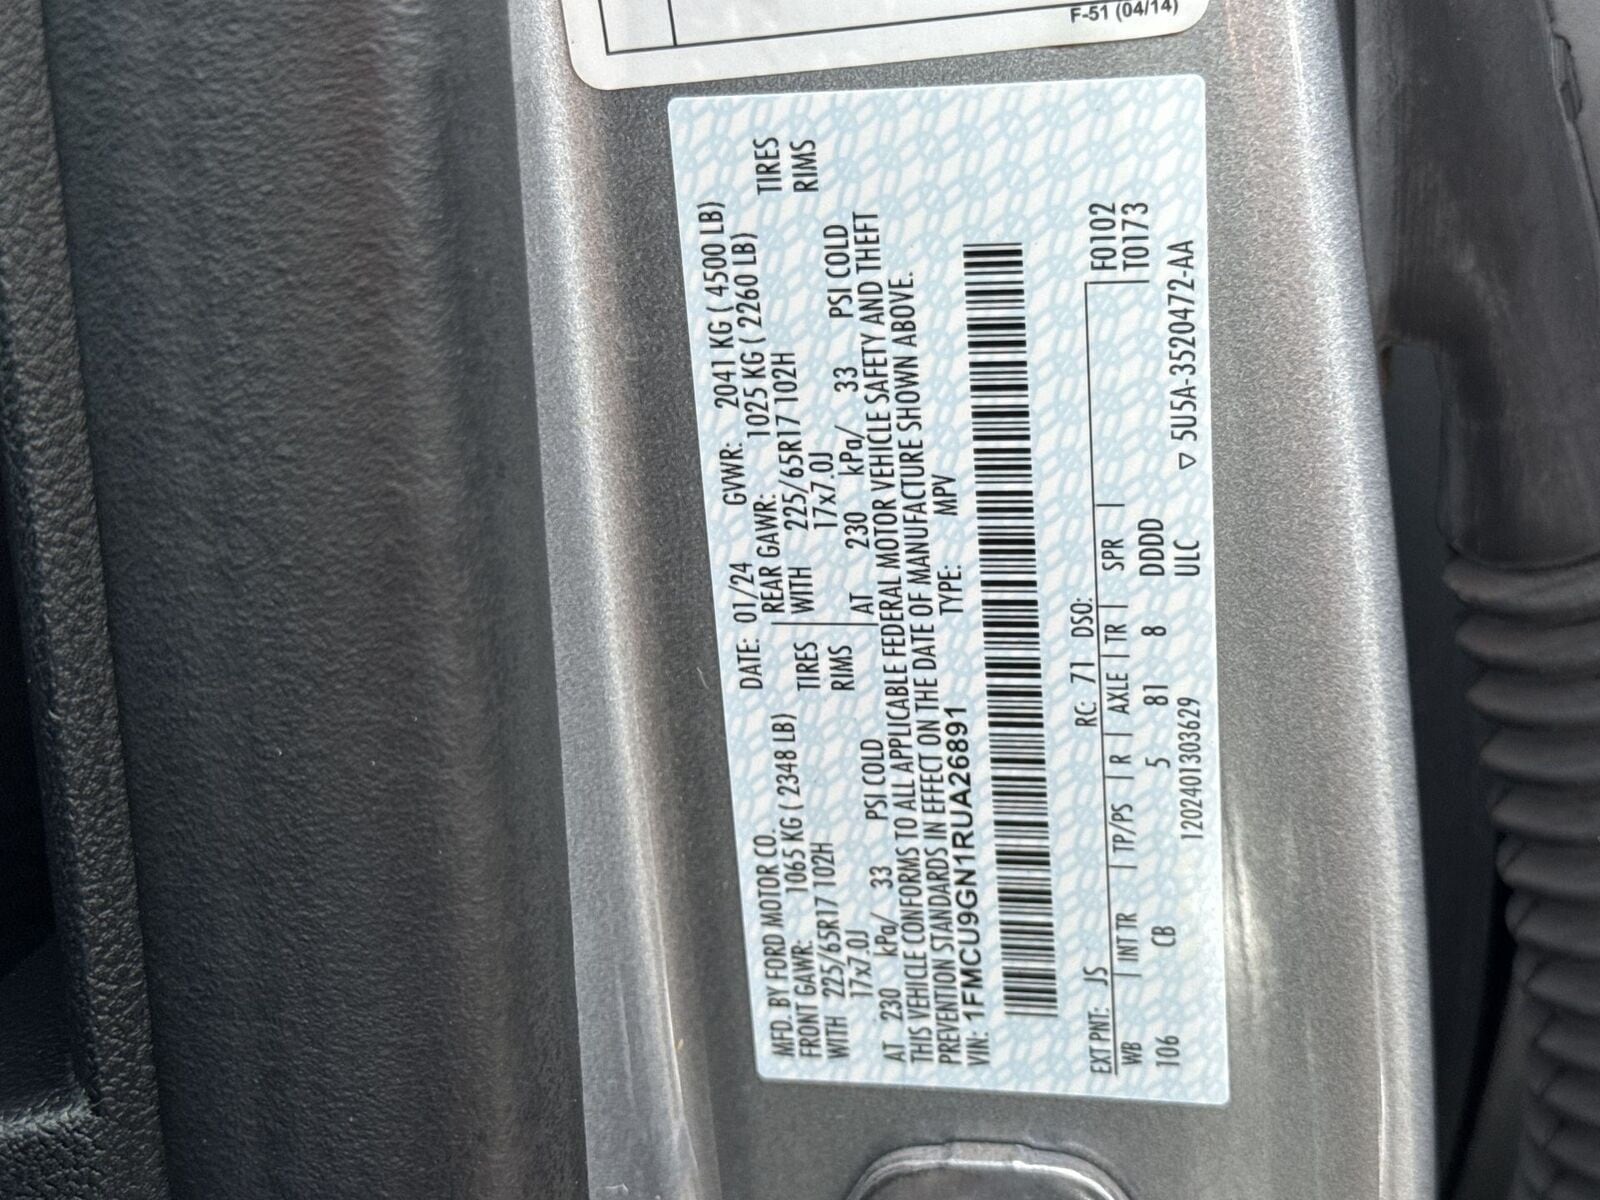 F-51 (04/14)
MFD. BY FORD MOTOR CO. DATE: 01/24 GVWR: 2041 KG ( 4500 LB)
FRONT GAWR: 1065 KG ( 2348 LB) REAR GAWR: 1025 KG ( 2260 LB)
WITH 225/65R17 102H TIRES WITH 225/65R17 102H TIRES
17x7.0J RIMS 17x7.0J RIMS
AT 230 kPa/ 33 PSI COLD AT 230 kPa/ 33 PSI COLD
THIS VEHICLE CONFORMS TO ALL APPLICABLE FEDERAL MOTOR VEHICLE SAFETY AND THEFT
PREVENTION STANDARDS IN EFFECT ON THE DATE OF MANUFACTURE SHOWN ABOVE.
VIN: 1FMCU9GN1RUA26891 TYPE: MPV
EXT PNT: JS RC: 71 DSO: F0102
WB INT TR TP/PS R AXLE TR SPR T0173
106 CB 5 81 8 DDDD
1202401303629 ULC ▽ 5U5A-3520472-AA